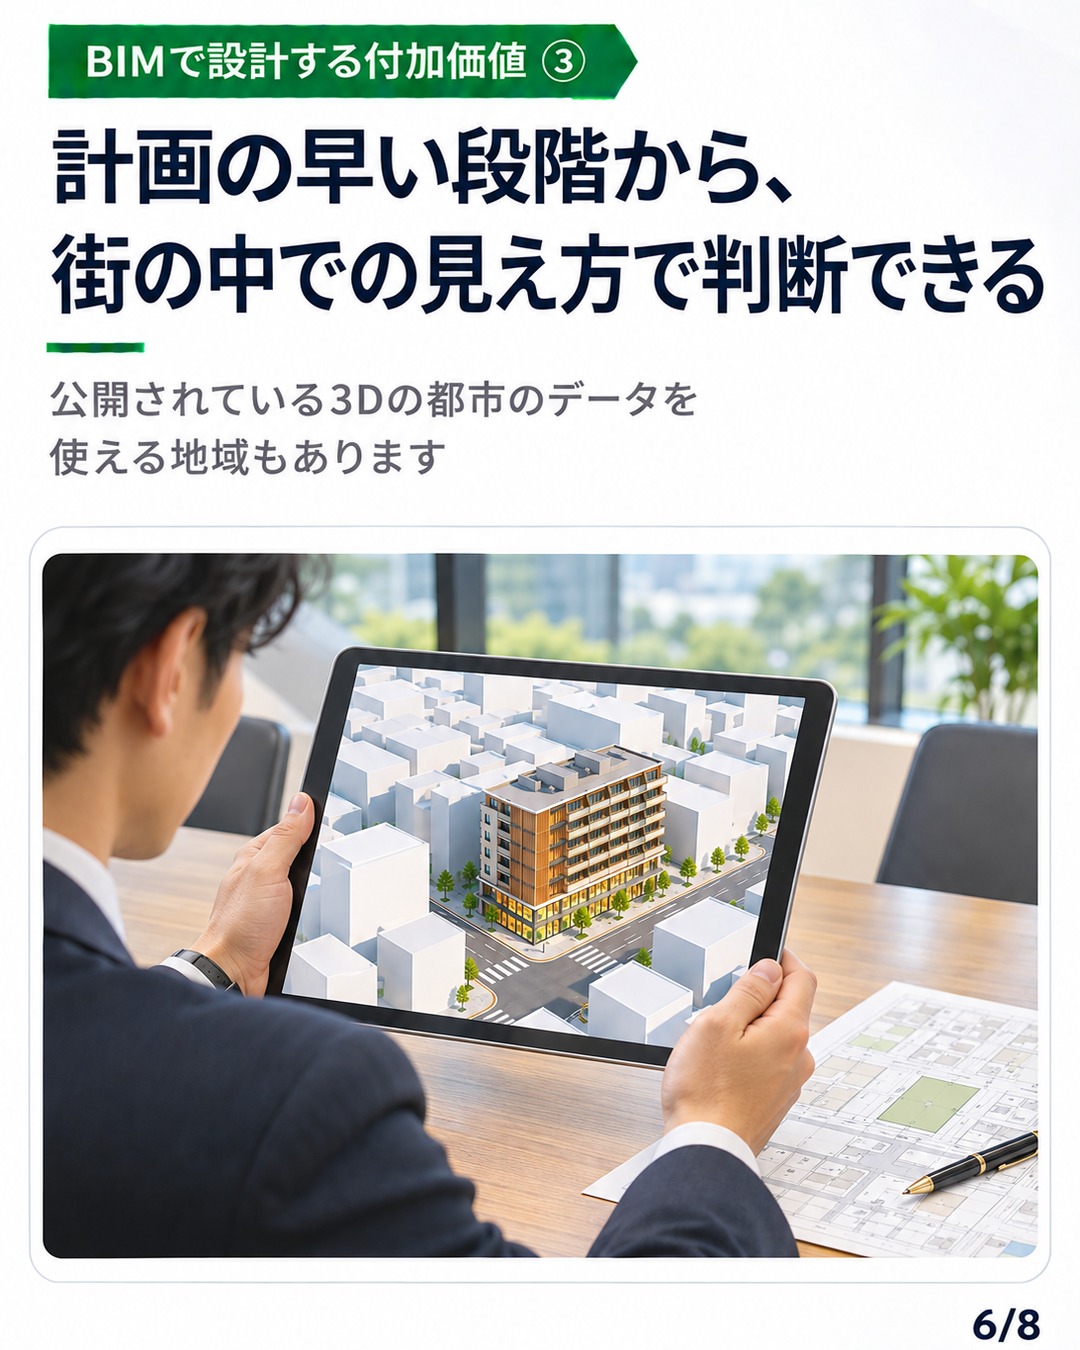 BIMで設計する付加価値 ③
計画の早い段階から、
街の中での見え方で判断できる
公開されている3Dの都市のデータを
使える地域もあります
6/8